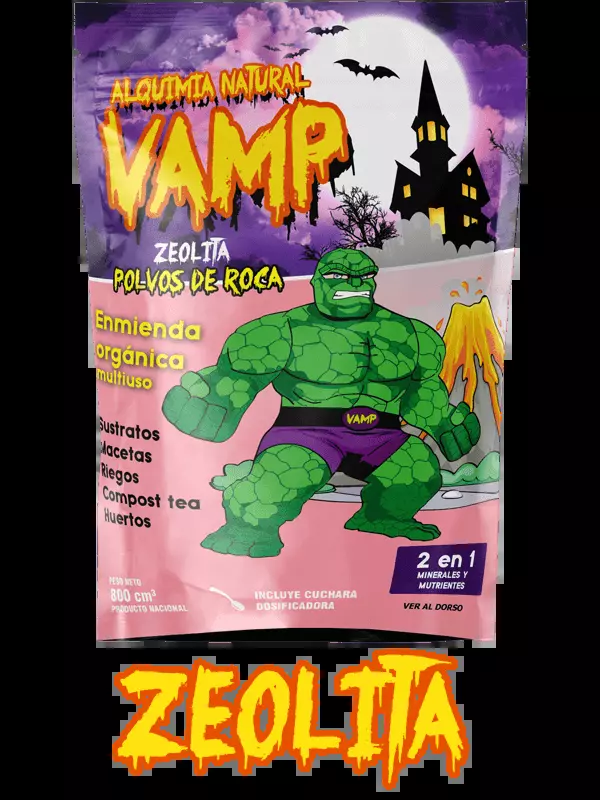 ALQUIMIA NATURAL
VAMP
ZEOLITA
POLVOS DE ROCA
Enmienda
orgánica
multiuso
Sustratos
Macetas
Riegos
Compost tea
Huertos
VAMP
2 en 1
MINERALES Y
MUTRIENTES
VER AL DORSO
PESO NETO
800 cm³
PRODUCTO NACIONAL
INCLUYE CUCHARA
DOSIFICADORA
ZEOLITA